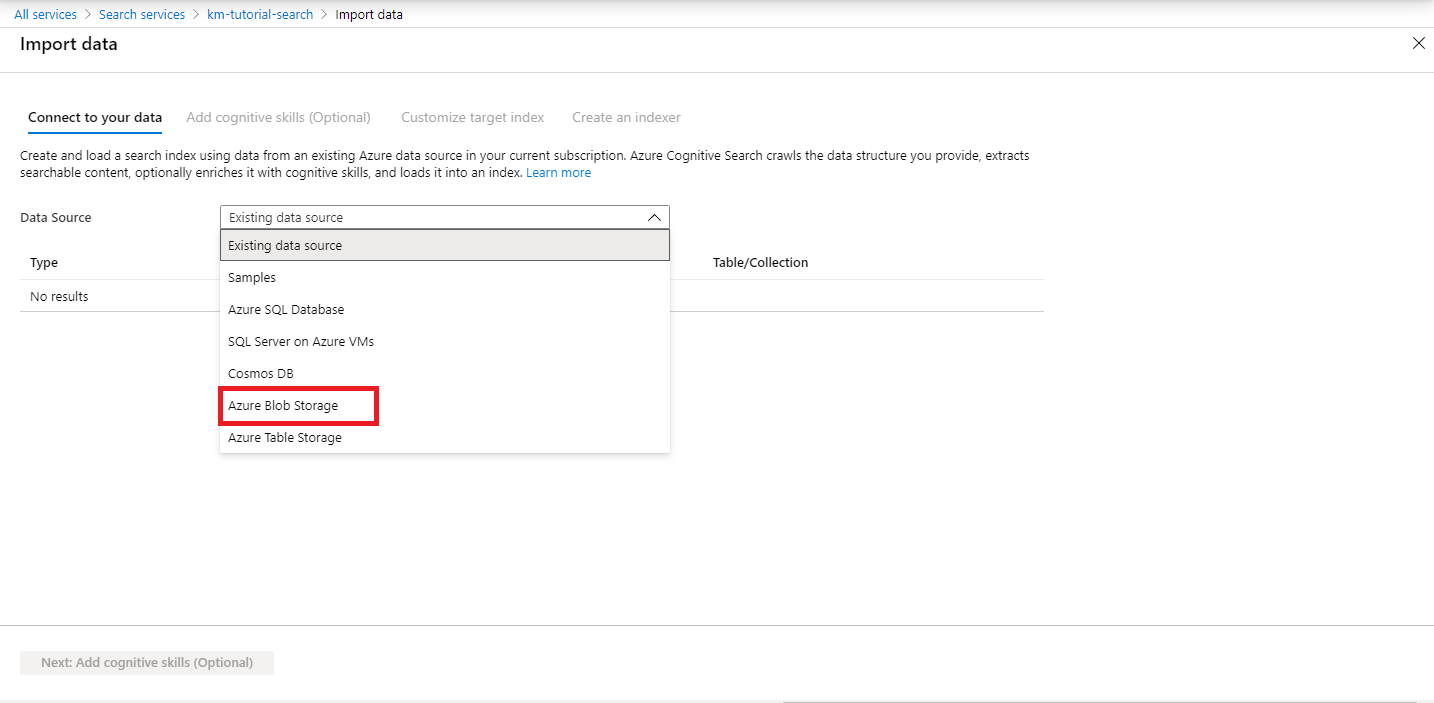 All services > Search services > km-tutorial-search > Import data
Import data
Connect to your data Add cognitive skills (Optional) Customize target index Create an indexer
Create and load a search index using data from an existing Azure data source in your current subscription. Azure Cognitive Search crawls the data structure you provide, extracts
searchable content, optionally enriches it with cognitive skills, and loads it into an index. Learn more
Data Source Existing data source
Existing data source
Type Table/Collection
Samples
No results
Azure SQL Database
SQL Server on Azure VMs
Cosmos DB
Azure Blob Storage
Azure Table Storage
Next: Add cognitive skills (Optional)